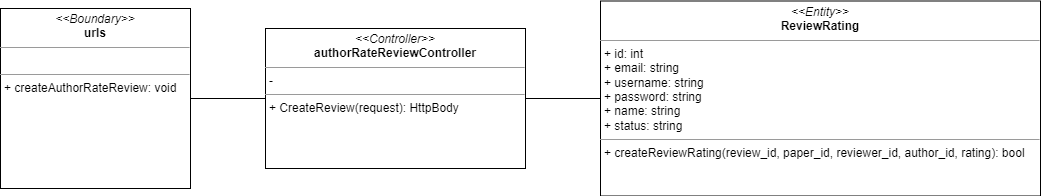 <<Boundary>>
urls
+ createAuthorRateReview: void
<<Controller>>
authorRateReviewController
-
+ CreateReview(request): HttpBody
<<Entity>>
ReviewRating
+ id: int
+ email: string
+ username: string
+ password: string
+ name: string
+ status: string
+ createReviewRating(review_id, paper_id, reviewer_id, author_id, rating): bool